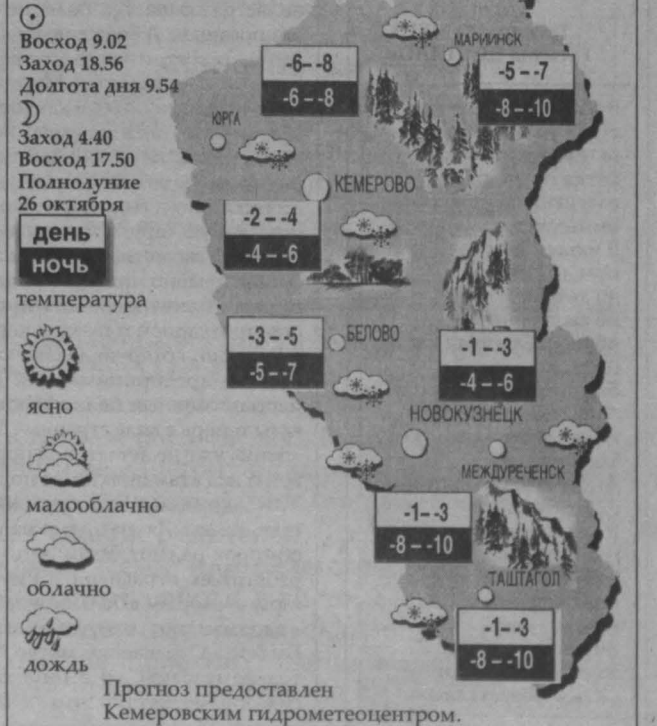 Восход 9.02
Заход 18.56
Долгота дня 9.54
Заход 4.40
Восход 17.50
Полнолуние
26 октября
день
ночь
температура
ясно
малооблачно
облачно
дождь
МАРИИНСК
-6– -8
-6 – -8
-5 – -7
-8 – -10
ЮРГА
КЕМЕРОВО
-2 – -4
-4 – -6
БЕЛОВО
-3 – -5
-5 – -7
-1 – -3
-4 – -6
НОВОКУЗНЕЦК
МЕЖДУРЕЧЕНСК
-1– -3
-8 – -10
ТАШТАГОЛ
-1– -3
-8 – -10
Прогноз предоставлен
Кемеровским гидрометеоцентром.